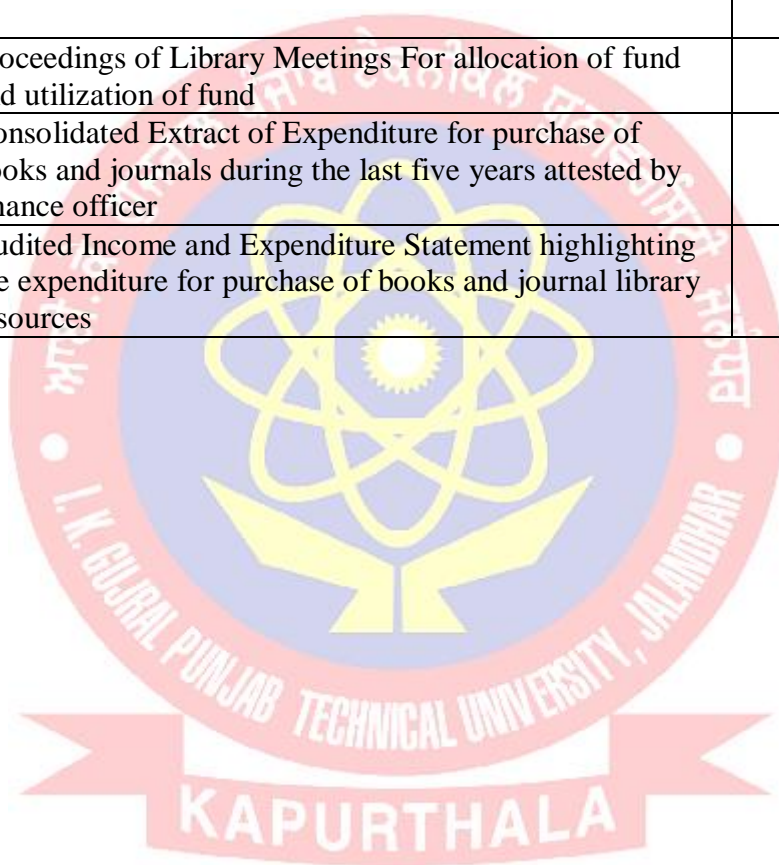 oceedings of Library Meetings For allocation of fund
d utilization of fund
onsolidated Extract of Expenditure for purchase of
ooks and journals during the last five years attested by
nance officer
udited Income and Expenditure Statement highlighting
e expenditure for purchase of books and journal library
sources
I. K. GUJRAL PUNJAB TECHNICAL UNIVERSITY, JALANDHAR
KAPURTHALA